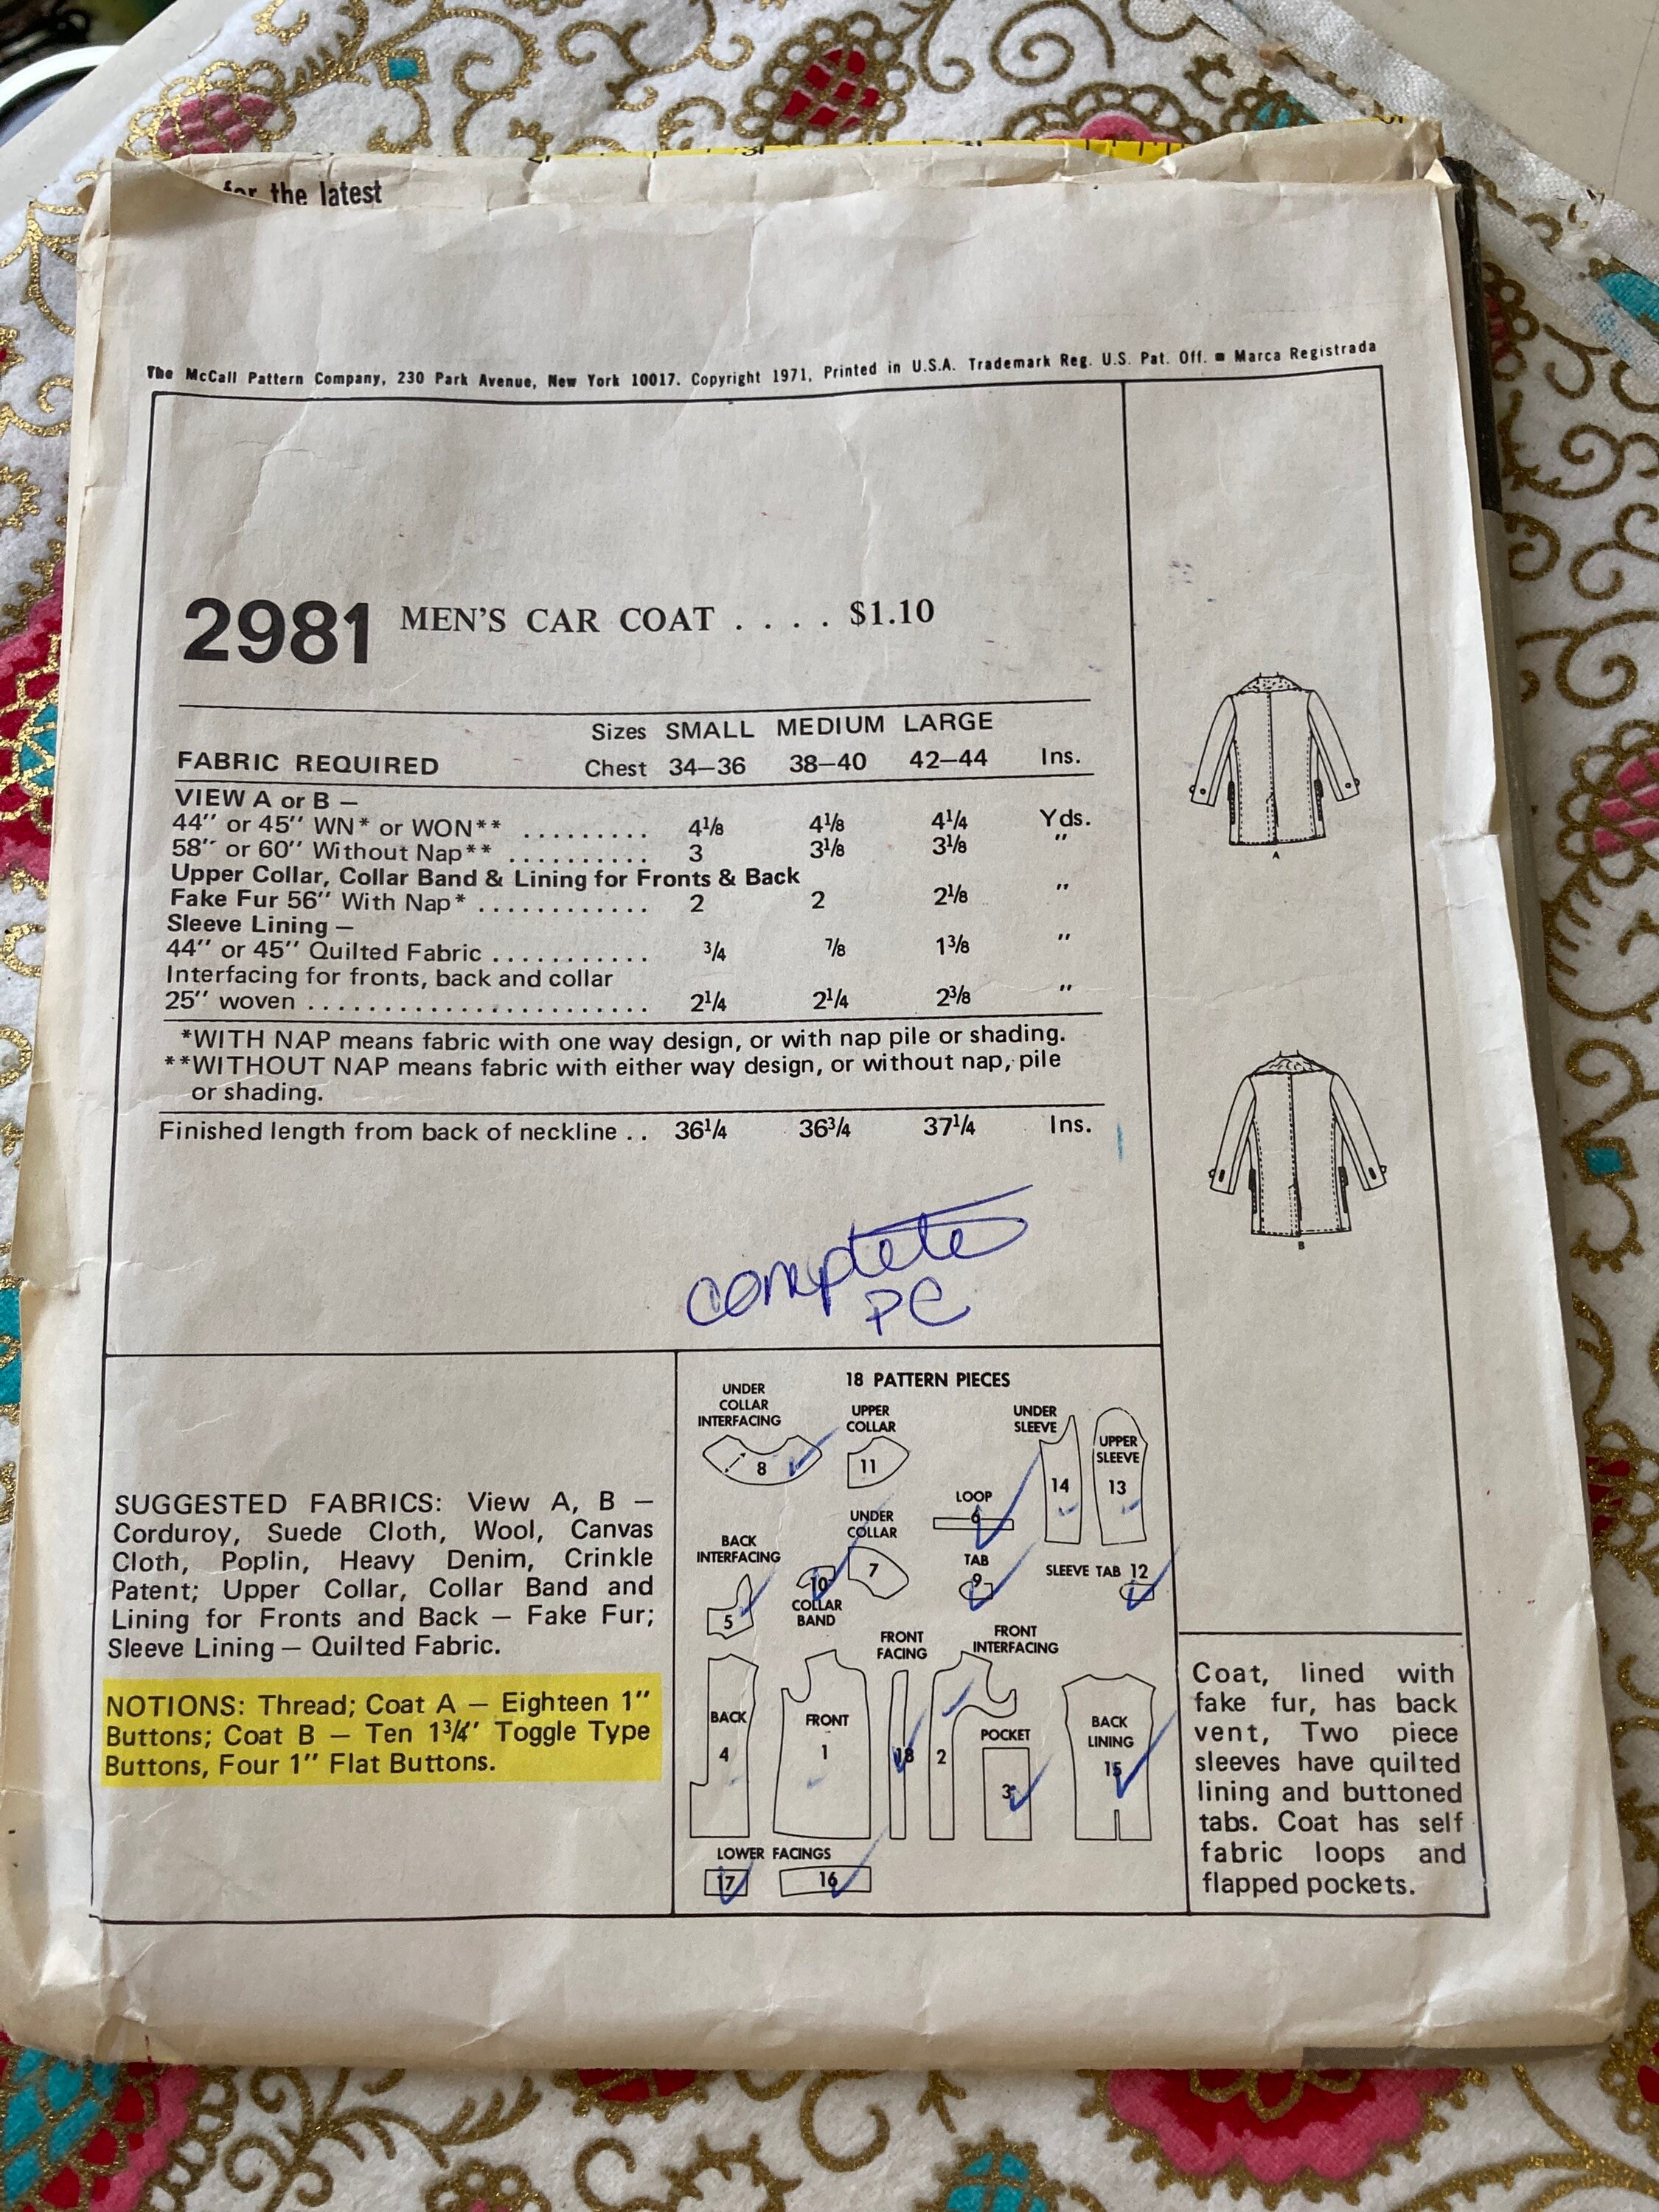 for the latest
The McCall Pattern Company, 230 Park Avenue, New York 10017. Copyright 1971, Printed in U.S.A. Trademark Reg. U.S. Pat. Off. ■ Marca Registrada
2981 MEN'S CAR COAT . . . . $1.10
Sizes SMALL MEDIUM LARGE
FABRIC REQUIRED Chest 34–36 38–40 42–44 Ins.
VIEW A or B –
44" or 45" WN* or WON** ......... 4⅛ 4⅛ 4¼ Yds.
58" or 60" Without Nap** .......... 3 3⅛ 3⅛ "
Upper Collar, Collar Band & Lining for Fronts & Back
Fake Fur 56" With Nap* ............ 2 2 2⅛ "
Sleeve Lining –
44" or 45" Quilted Fabric ........... ¾ ⅞ 1⅜ "
Interfacing for fronts, back and collar
25" woven ....................... 2¼ 2¼ 2⅜ "
*WITH NAP means fabric with one way design, or with nap pile or shading.
**WITHOUT NAP means fabric with either way design, or without nap, pile
or shading.
Finished length from back of neckline .. 36¼ 36¾ 37¼ Ins.
A
B
complete
PC
SUGGESTED FABRICS: View A, B –
Corduroy, Suede Cloth, Wool, Canvas
Cloth, Poplin, Heavy Denim, Crinkle
Patent; Upper Collar, Collar Band and
Lining for Fronts and Back – Fake Fur;
Sleeve Lining – Quilted Fabric.
NOTIONS: Thread; Coat A – Eighteen 1"
Buttons; Coat B – Ten 1¾" Toggle Type
Buttons, Four 1" Flat Buttons.
18 PATTERN PIECES
UNDER
COLLAR
INTERFACING
8
UPPER
COLLAR
11
UNDER
SLEEVE
14
UPPER
SLEEVE
13
LOOP
6
BACK
INTERFACING
5
10
COLLAR
BAND
UNDER
COLLAR
7
TAB
9
SLEEVE TAB 12
BACK
4
FRONT
1
FRONT
FACING
18
FRONT
INTERFACING
2
POCKET
3
BACK
LINING
15
LOWER FACINGS
17 16
Coat, lined with
fake fur, has back
vent, Two piece
sleeves have quilted
lining and buttoned
tabs. Coat has self
fabric loops and
flapped pockets.